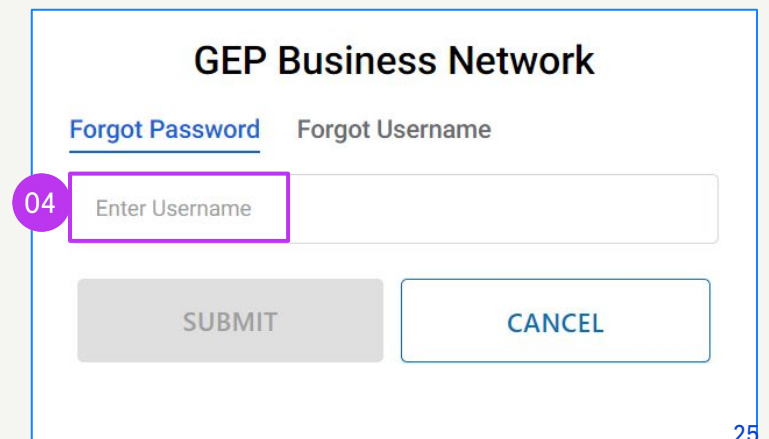 GEP Business Network
Forgot Password Forgot Username
04 Enter Username
SUBMIT CANCEL
25